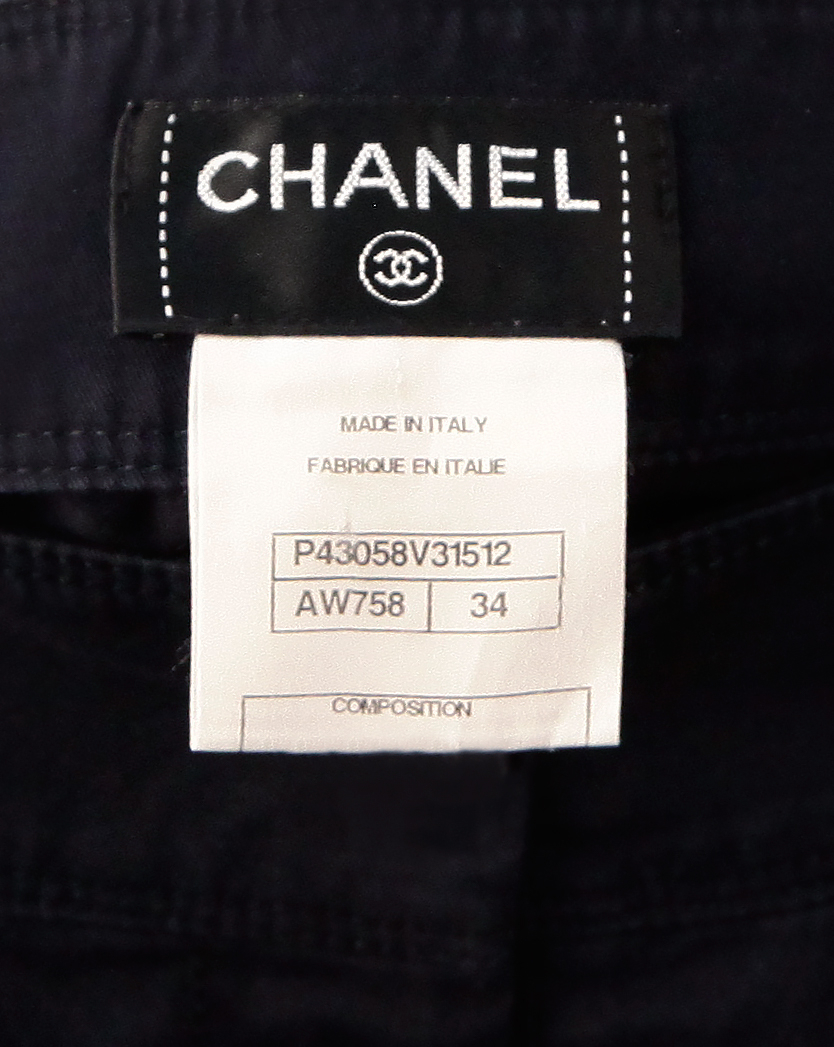 CHANEL
MADE IN ITALY
FABRIQUE EN ITALIE
P43058V31512
AW758 34
COMPOSITION